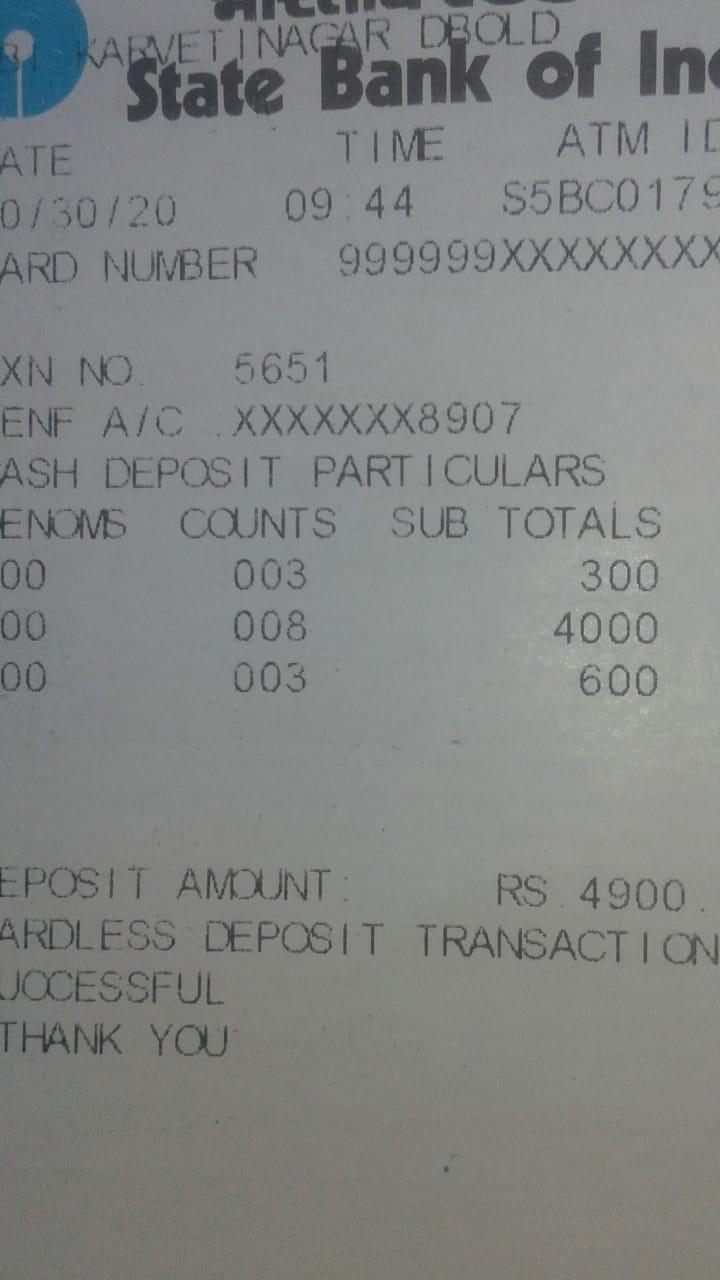 KARVETINAGAR DBOLD
State Bank of In
ATE TIME ATM ID
0/30/20 09:44 S5BC0179
ARD NUMBER 999999XXXXXXXXX
XN NO. 5651
ENF A/C .XXXXXXX8907
ASH DEPOSIT PARTICULARS
ENOMS COUNTS SUB TOTALS
00 003 300
00 008 4000
00 003 600
EPOSIT AMOUNT: RS 4900.
ARDLESS DEPOSIT TRANSACTION
UCCESSFUL
THANK YOU